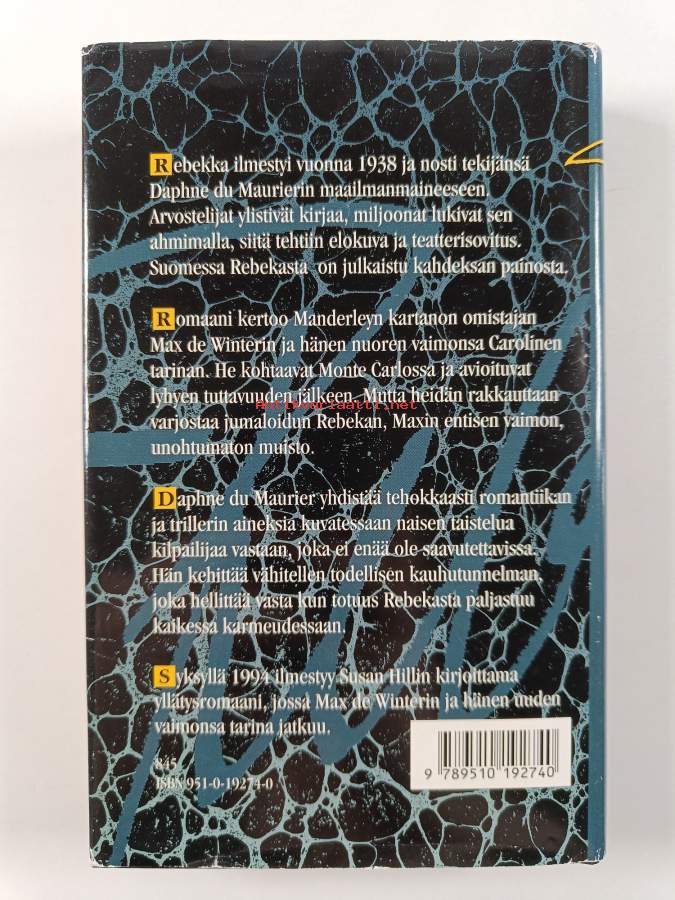 Rebekka ilmestyi vuonna 1938 ja nosti tekijänsä
Daphne du Maurierin maailmanmaineeseen.
Arvostelijat ylistivät kirjaa, miljoonat lukivat sen
ahmimalla, siitä tehtiin elokuva ja teatterisovitus.
Suomessa Rebekasta on julkaistu kahdeksan painosta.
Romaani kertoo Manderleyn kartanon omistajan
Max de Winterin ja hänen nuoren vaimonsa Carolinen
tarinan. He kohtaavat Monte Carlossa ja avioituvat
lyhyen tuttavuuden jälkeen. Mutta heidän rakkauttaan
Antikvariaatti.net
varjostaa jumaloidun Rebekan, Maxin entisen vaimon,
unohtumaton muisto.
Daphne du Maurier yhdistää tehokkaasti romantiikan
ja trillerin aineksia kuvatessaan naisen taistelua
kilpailijaa vastaan, joka ei enää ole saavutettavissa.
Hän kehittää vähitellen todellisen kauhutunnelman,
joka hellittää vasta kun totuus Rebekasta paljastuu
kaikessa karmeudessaan.
Syksyllä 1994 ilmestyy Susan Hillin kirjoittama
yllätysromaani, jossa Max de Winterin ja hänen uuden
vaimonsa tarina jatkuu.
845
ISBN 951-0-19274-0
9 789510 192740